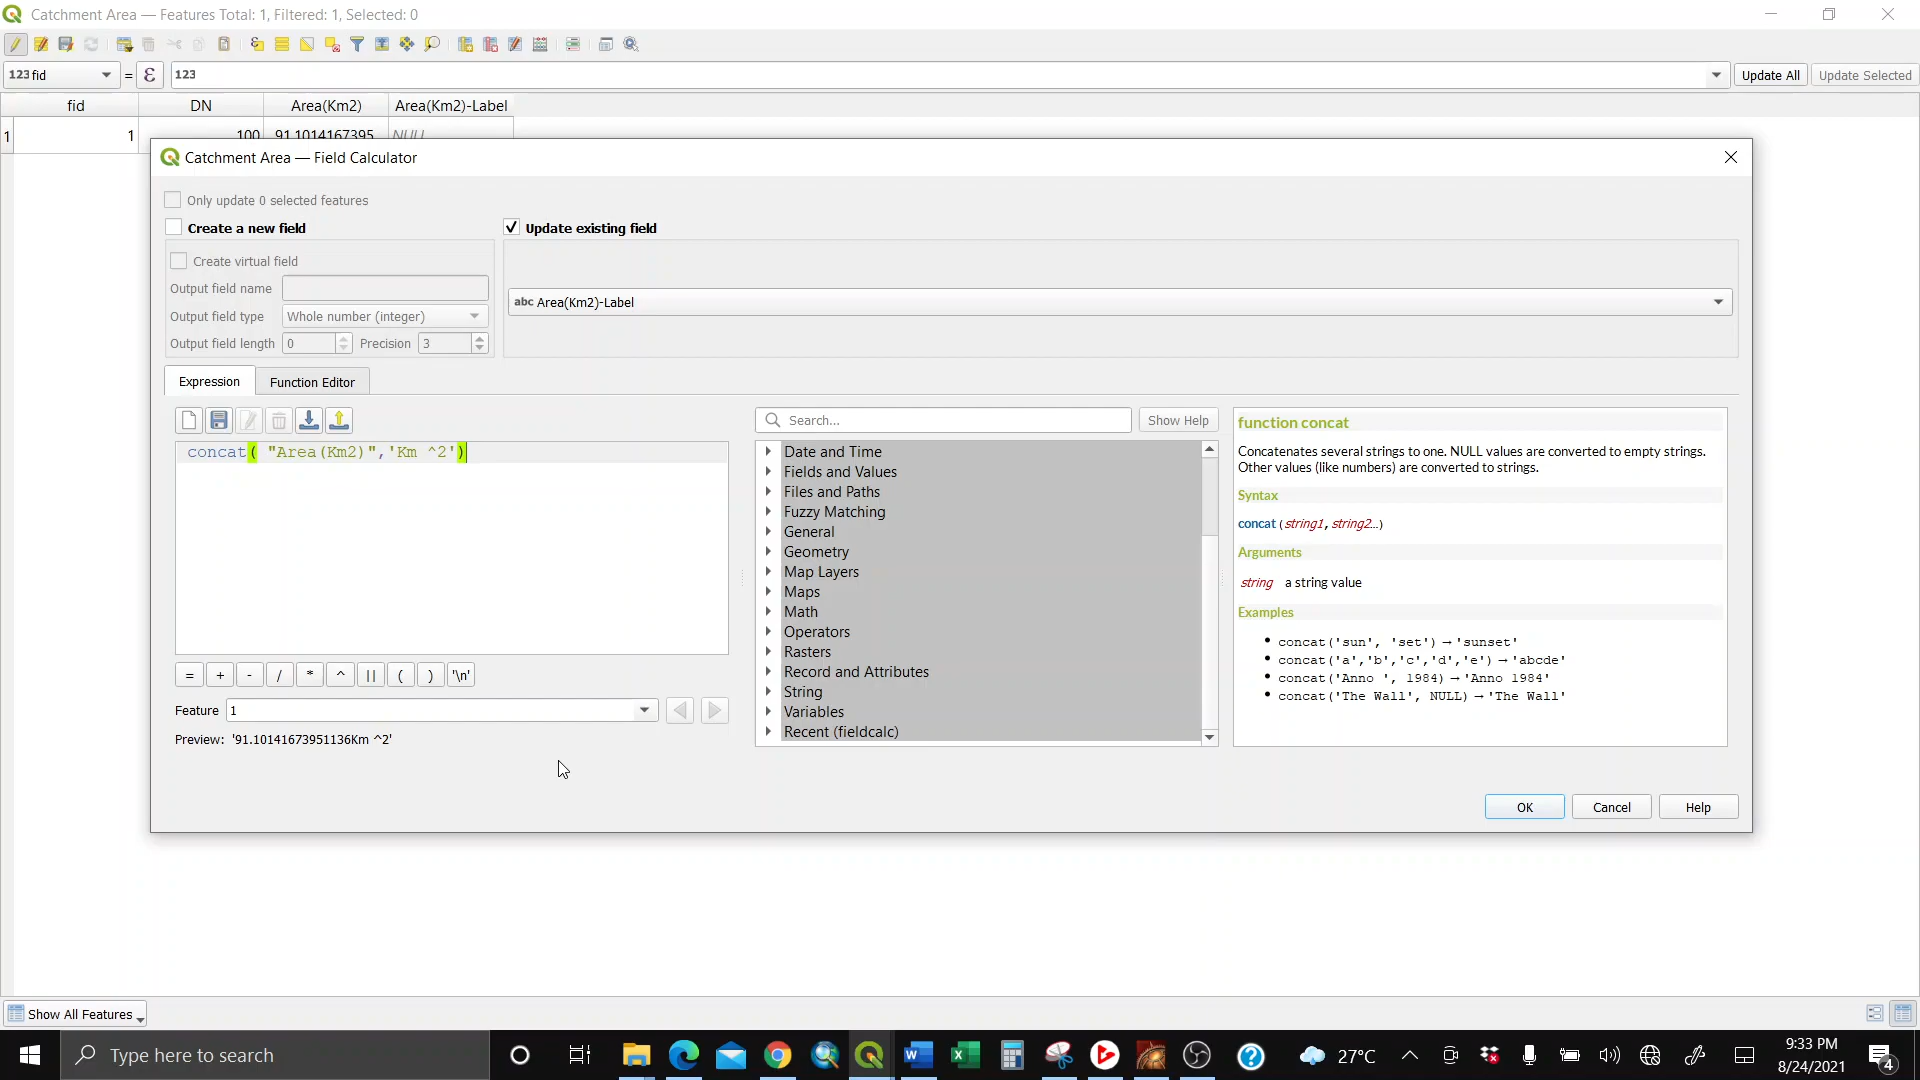 Catchment Area — Features Total: 1, Filtered: 1, Selected: 0
123 fid = ε 123 Update All Update Selected
fid DN Area(Km2) Area(Km2)-Label
1 1 100 91.1014167395 NULL
Catchment Area — Field Calculator
Only update 0 selected features
Create a new field
Update existing field
Create virtual field
Output field name
abc Area(Km2)-Label
Output field type Whole number (integer)
Output field length 0 Precision 3
Expression Function Editor
Search... Show Help
concat( "Area(Km2)",'Km ^2')
= + - / * ^ || ( ) '\n'
Feature 1
Preview: '91.10141673951136Km ^2'
Date and Time
Fields and Values
Files and Paths
Fuzzy Matching
General
Geometry
Map Layers
Maps
Math
Operators
Rasters
Record and Attributes
String
Variables
Recent (fieldcalc)
function concat
Concatenates several strings to one. NULL values are converted to empty strings.
Other values (like numbers) are converted to strings.
Syntax
concat(string1,string2…)
Arguments
string a string value
Examples
• concat('sun', 'set') → 'sunset'
• concat('a','b','c','d','e') → 'abcde'
• concat('Anno ', 1984) → 'Anno 1984'
• concat('The Wall', NULL) → 'The Wall'
OK Cancel Help
Show All Features
Type here to search
27°C
9:33 PM
8/24/2021
4